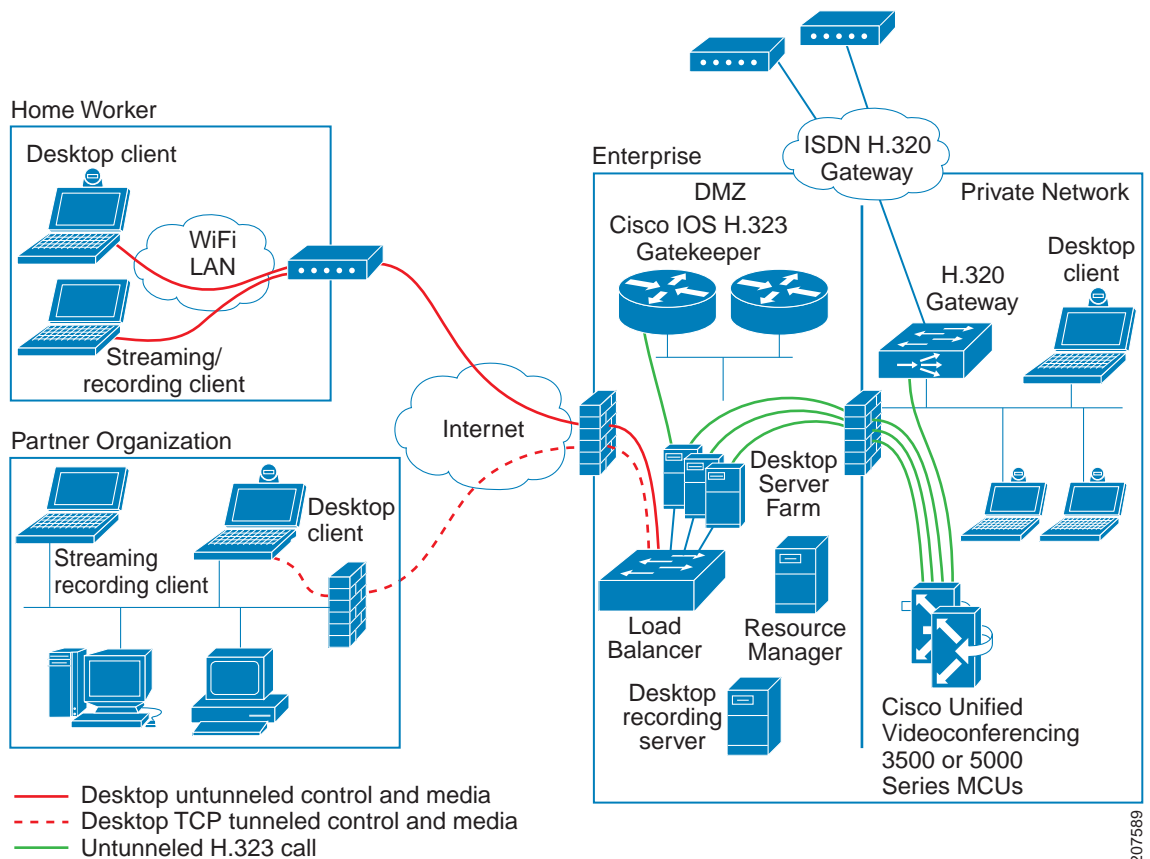 Home Worker
Desktop client
WiFi
LAN
Streaming/
recording client
Partner Organization
Streaming
recording client
Desktop
client
Internet
ISDN H.320
Gateway
Enterprise
DMZ
Private Network
Cisco IOS H.323
Gatekeeper
H.320
Gateway
Desktop
client
Desktop
Server
Farm
Load
Balancer
Resource
Manager
Desktop
recording
server
Cisco Unified
Videoconferencing
3500 or 5000
Series MCUs
Desktop untunneled control and media
Desktop TCP tunneled control and media
Untunneled H.323 call
207589